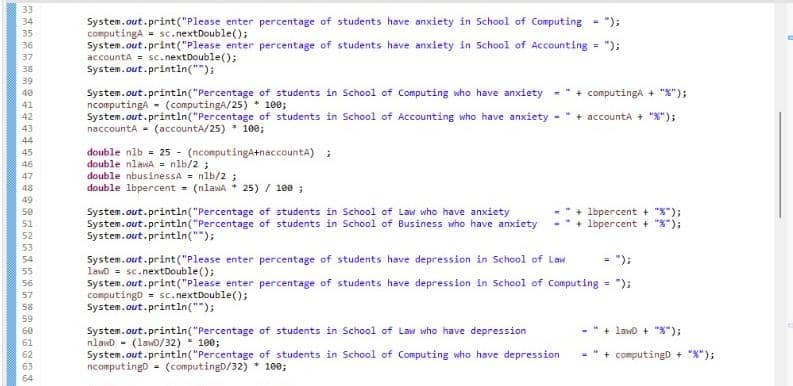 33
34 System.out.print("Please enter percentage of students have anxiety in School of Computing = ");
35 computingA = sc.nextDouble();
36 System.out.print("Please enter percentage of students have anxiety in School of Accounting = ");
37 accountA = sc.nextDouble();
38 System.out.println("");
39
40 System.out.println("Percentage of students in School of Computing who have anxiety = " + computingA + "%");
41 ncomputingA = (computingA/25) * 100;
42 System.out.println("Percentage of students in School of Accounting who have anxiety = " + accountA + "%");
43 naccountA = (accountA/25) * 100;
44
45 double nlb = 25 - (ncomputingA+naccountA) ;
46 double nlawA = nlb/2 ;
47 double nbusinessA = nlb/2 ;
48 double lbpercent = (nlawA * 25) / 100 ;
49
50 System.out.println("Percentage of students in School of Law who have anxiety = " + lbpercent + "%");
51 System.out.println("Percentage of students in School of Business who have anxiety = " + lbpercent + "%");
52 System.out.println("");
53
54 System.out.print("Please enter percentage of students have depression in School of Law = ");
55 lawD = sc.nextDouble();
56 System.out.print("Please enter percentage of students have depression in School of Computing = ");
57 computingD = sc.nextDouble();
58 System.out.println("");
59
60 System.out.println("Percentage of students in School of Law who have depression = " + lawD + "%");
61 nlawD = (lawD/32) * 100;
62 System.out.println("Percentage of students in School of Computing who have depression = " + computingD + "%");
63 ncomputingD = (computingD/32) * 100;
64